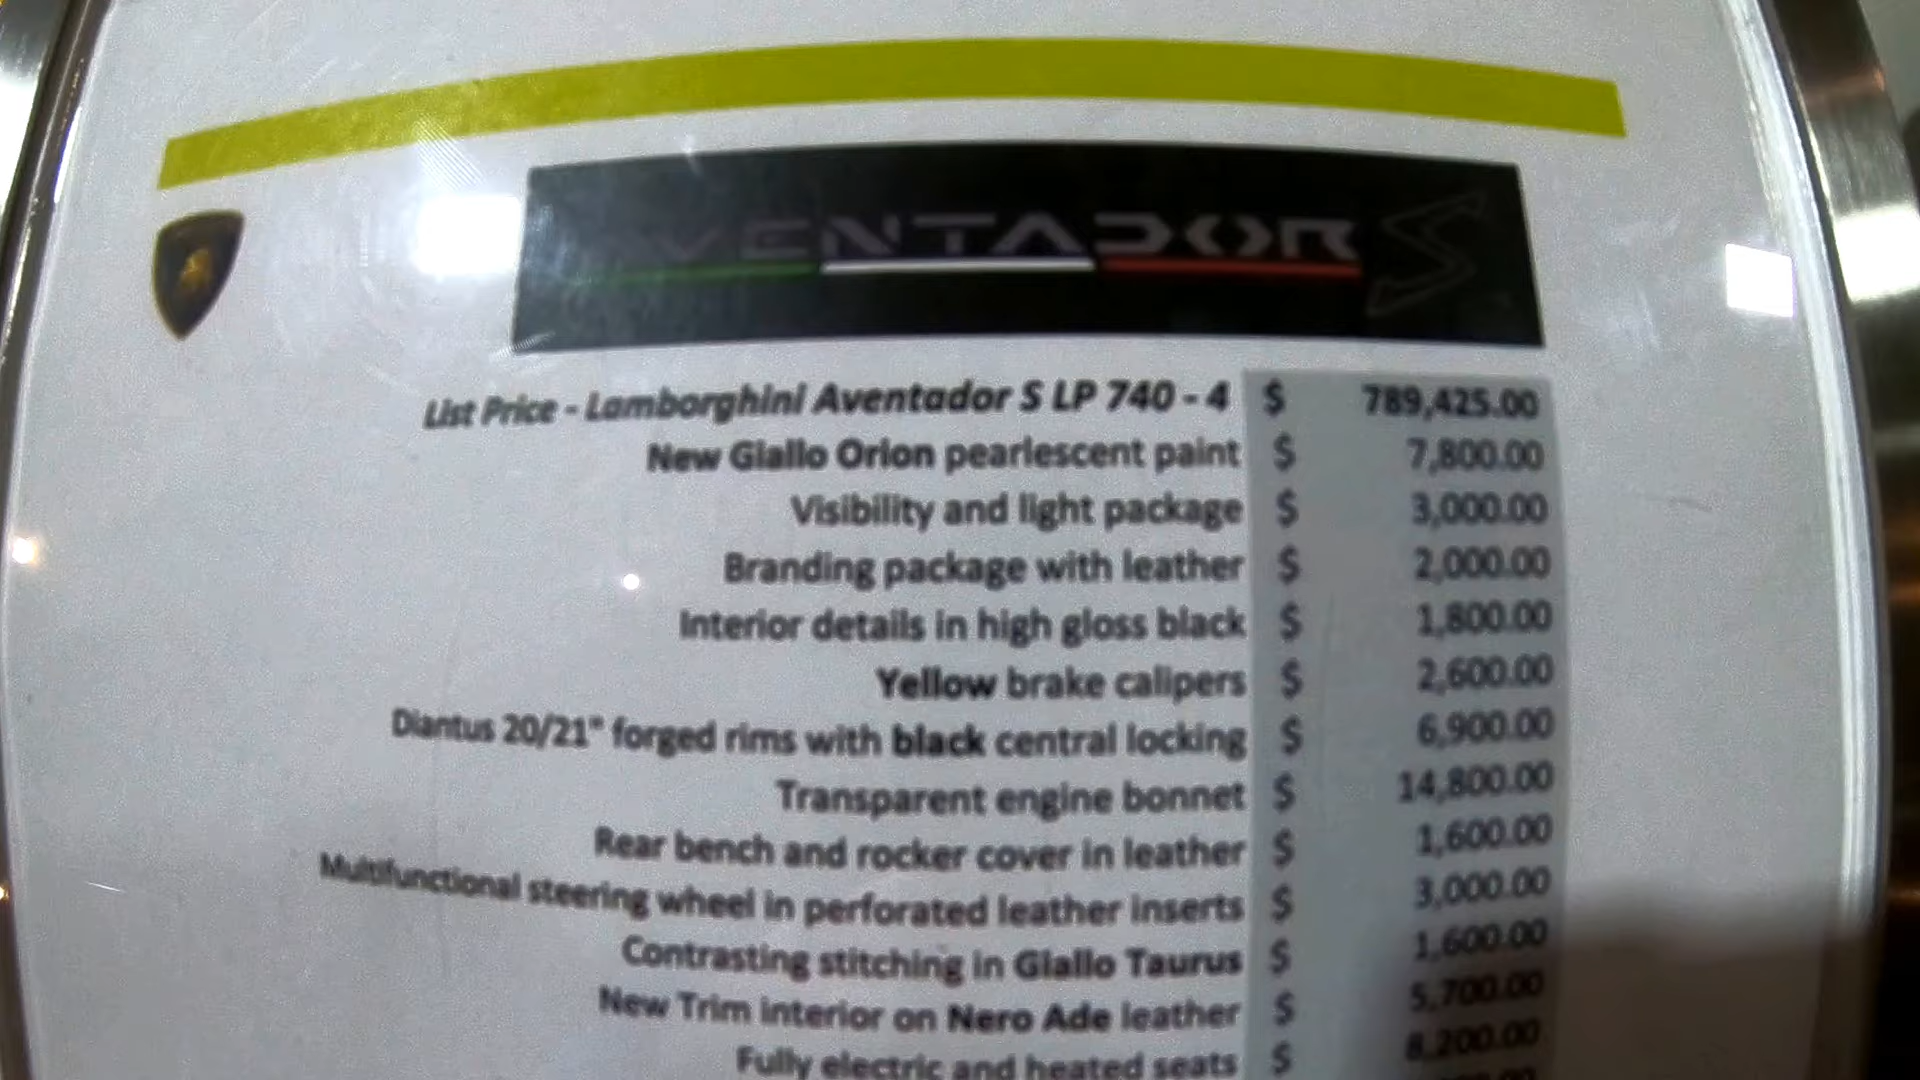 AVENTADOR S
List Price - Lamborghini Aventador S LP 740 - 4 $ 789,425.00
New Giallo Orion pearlescent paint $ 7,800.00
Visibility and light package $ 3,000.00
Branding package with leather $ 2,000.00
Interior details in high gloss black $ 1,800.00
Yellow brake calipers $ 2,600.00
Diantus 20/21" forged rims with black central locking $ 6,900.00
Transparent engine bonnet $ 14,800.00
Rear bench and rocker cover in leather $ 1,600.00
Multifunctional steering wheel in perforated leather inserts $ 3,000.00
Contrasting stitching in Giallo Taurus $ 1,600.00
New Trim interior on Nero Ade leather $ 5,700.00
Fully electric and heated seats $ 8,200.00